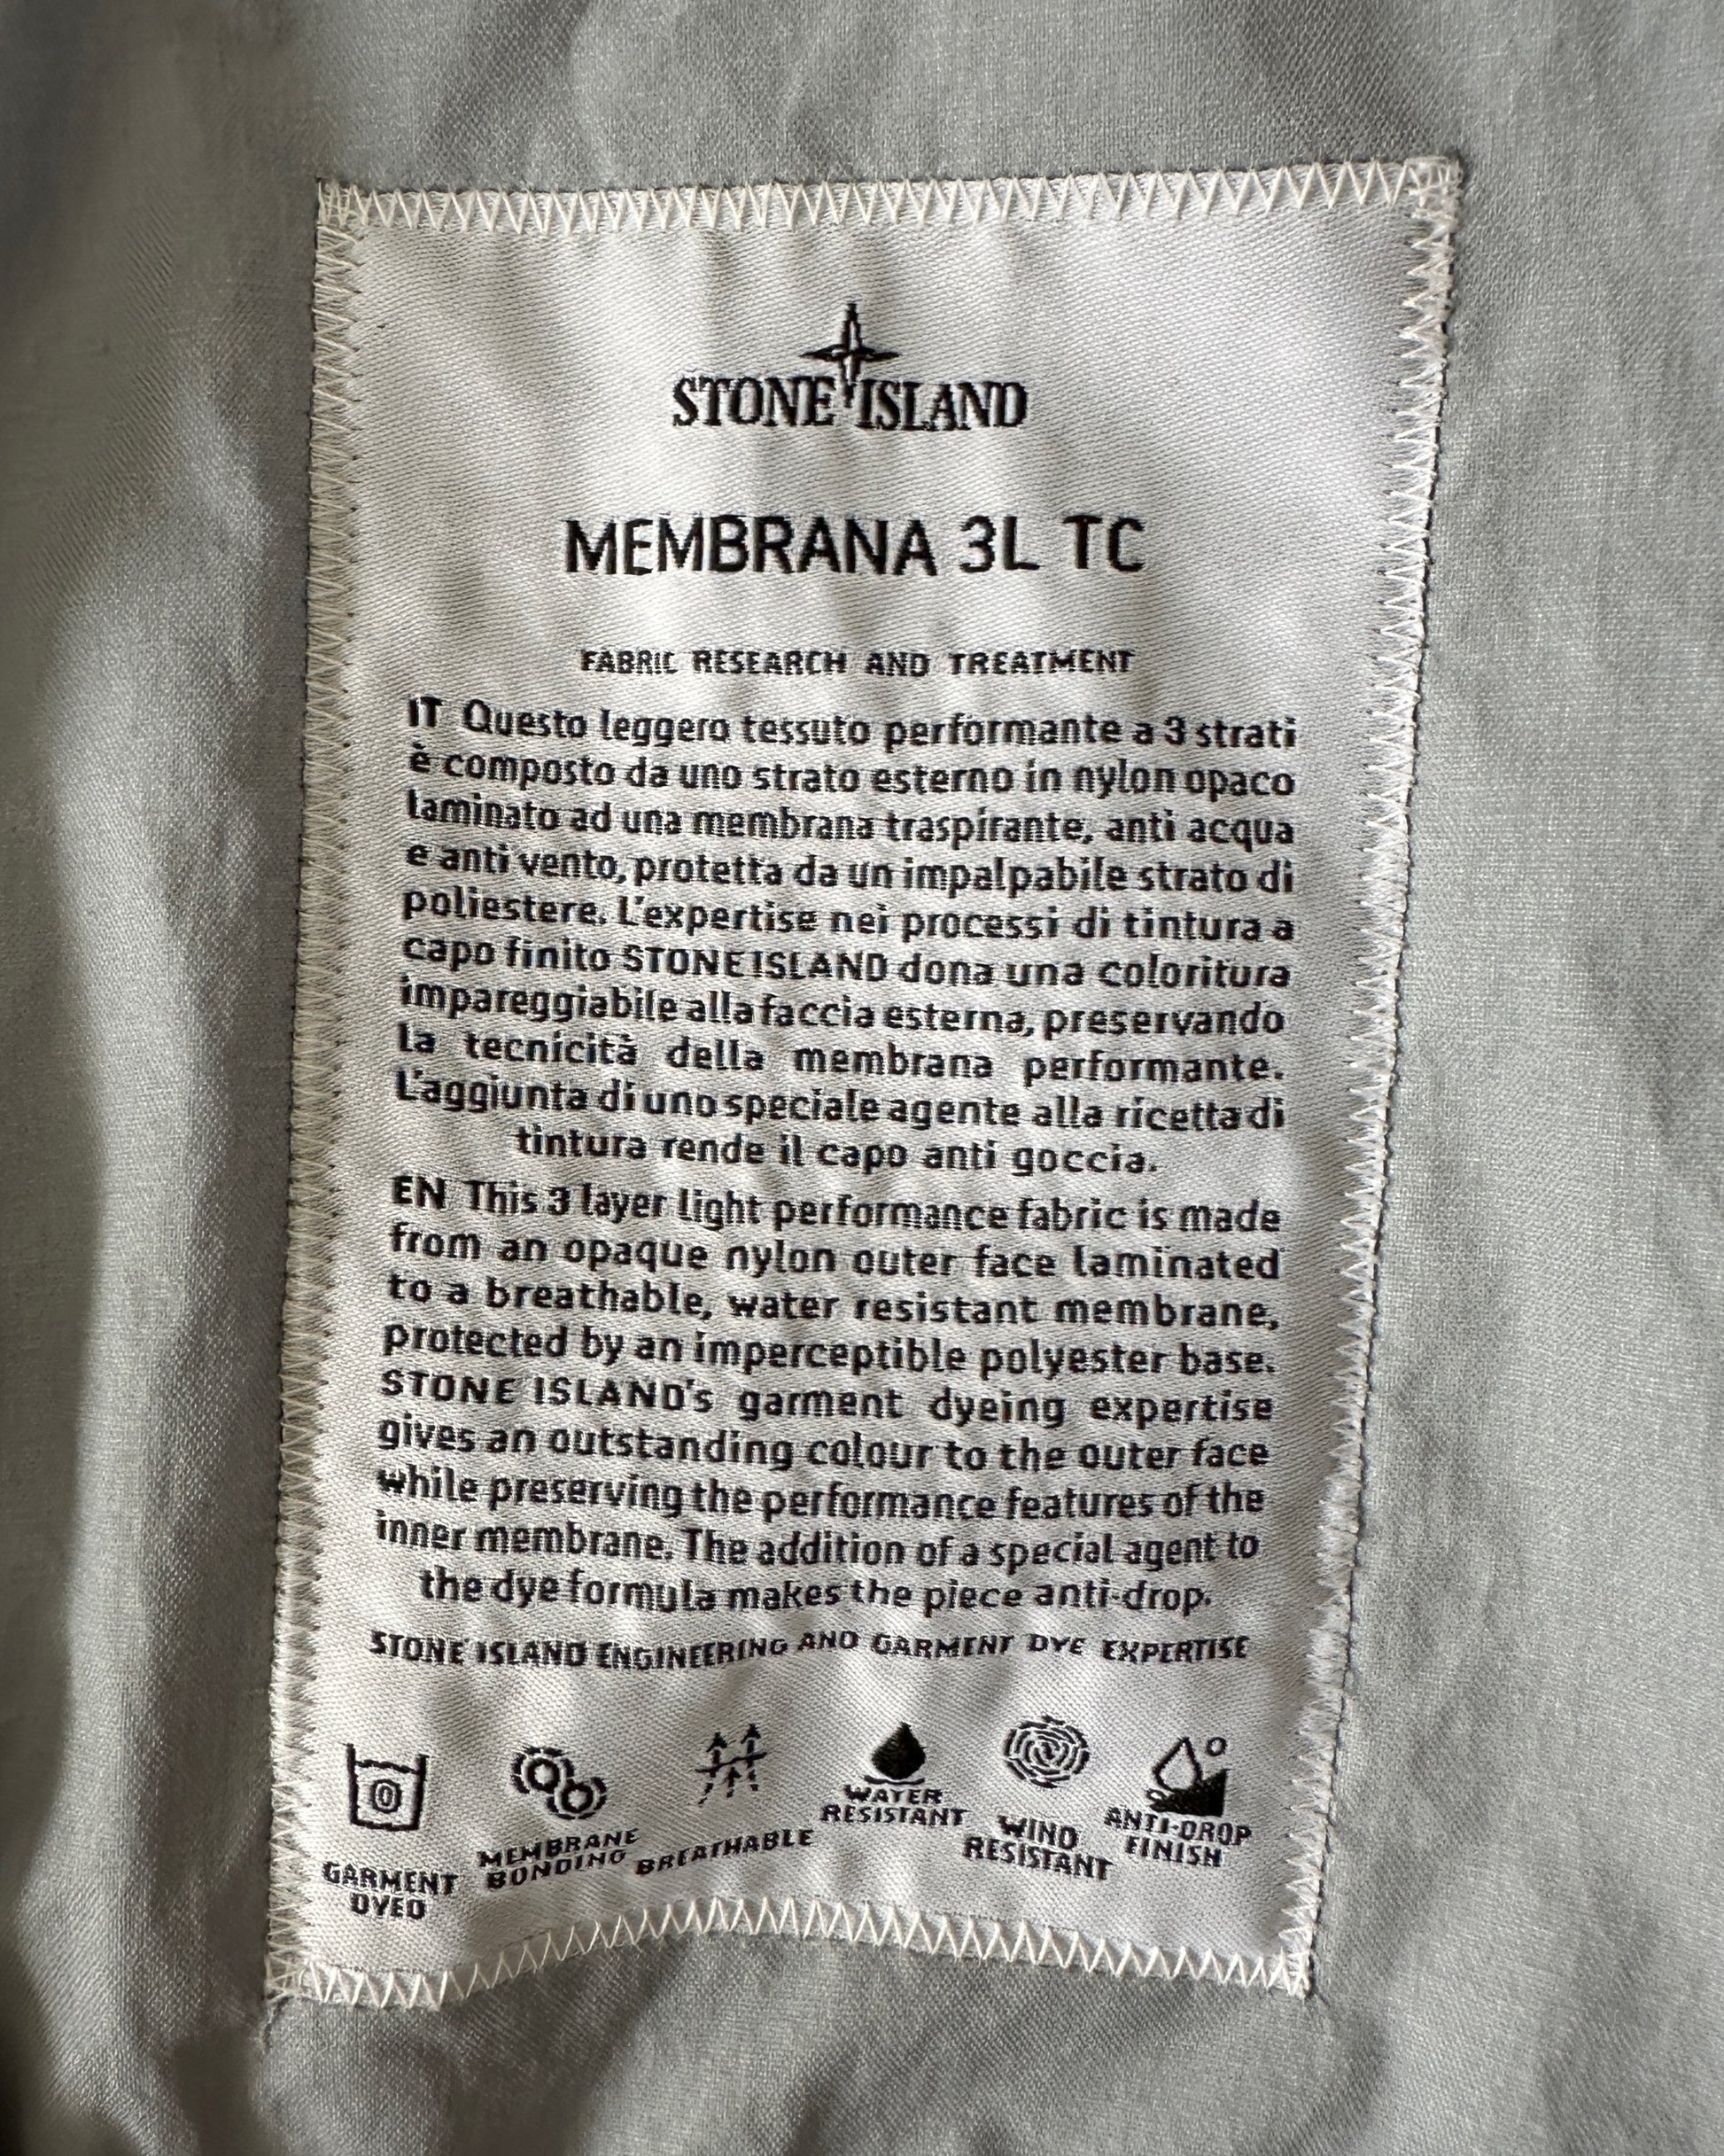 STONE ISLAND
MEMBRANA 3L TC
FABRIC RESEARCH AND TREATMENT
IT Questo leggero tessuto performante a 3 strati
è composto da uno strato esterno in nylon opaco
laminato ad una membrana traspirante, anti acqua
e anti vento, protetta da un impalpabile strato di
poliestere. L'expertise nei processi di tintura a
capo finito STONE ISLAND dona una coloritura
impareggiabile alla faccia esterna, preservando
la tecnicità della membrana performante.
L'aggiunta di uno speciale agente alla ricetta di
tintura rende il capo anti goccia.
EN This 3 layer light performance fabric is made
from an opaque nylon outer face laminated
to a breathable, water resistant membrane,
protected by an imperceptible polyester base.
STONE ISLAND's garment dyeing expertise
gives an outstanding colour to the outer face
while preserving the performance features of the
inner membrane. The addition of a special agent to
the dye formula makes the piece anti-drop.
STONE ISLAND ENGINEERING AND GARMENT DYE EXPERTISE
GARMENT
DYED
MEMBRANE
BONDING
BREATHABLE
WATER
RESISTANT
WIND
RESISTANT
ANTI-DROP
FINISH